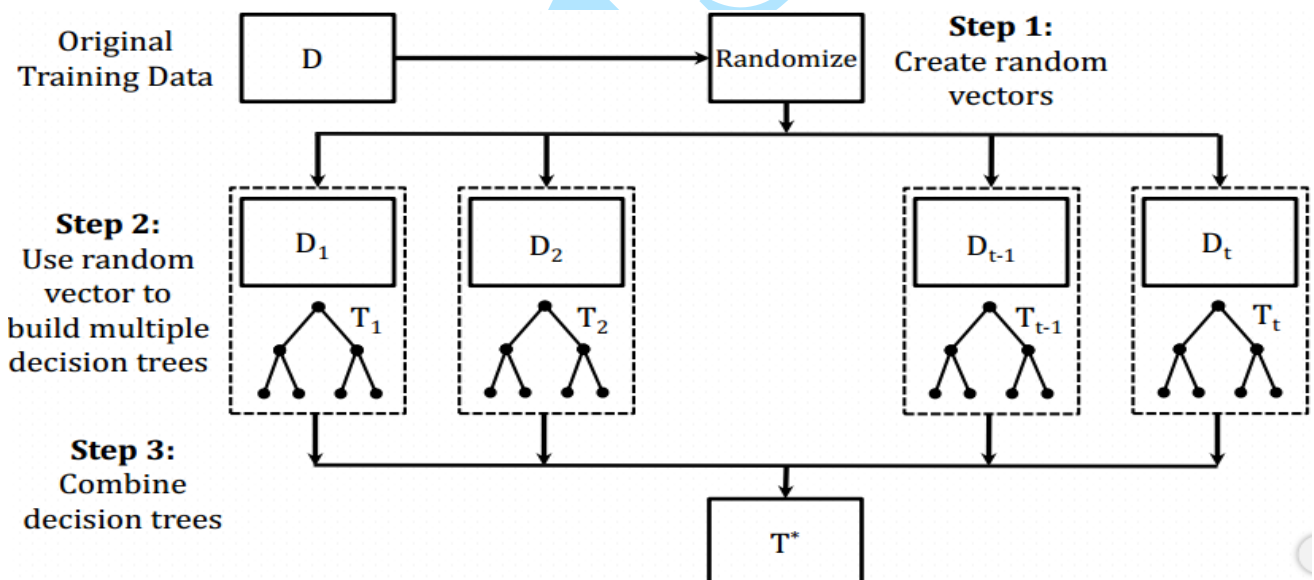 Original
Training Data
D
Randomize
Step 1:
Create random
vectors
Step 2:
Use random
vector to
build multiple
decision trees
D₁
D₂
Dₜ₋₁
Dₜ
T₁
T₂
Tₜ₋₁
Tₜ
Step 3:
Combine
decision trees
T*